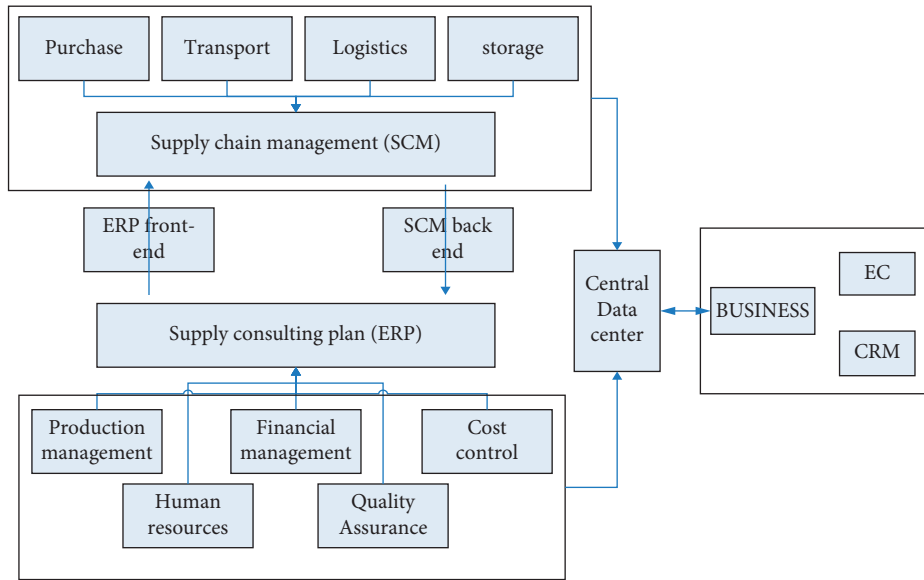 Purchase
Transport
Logistics
storage
Supply chain management (SCM)
ERP front-
end
SCM back
end
Supply consulting plan (ERP)
Central
Data
center
BUSINESS
EC
CRM
Production
management
Financial
management
Cost
control
Human
resources
Quality
Assurance